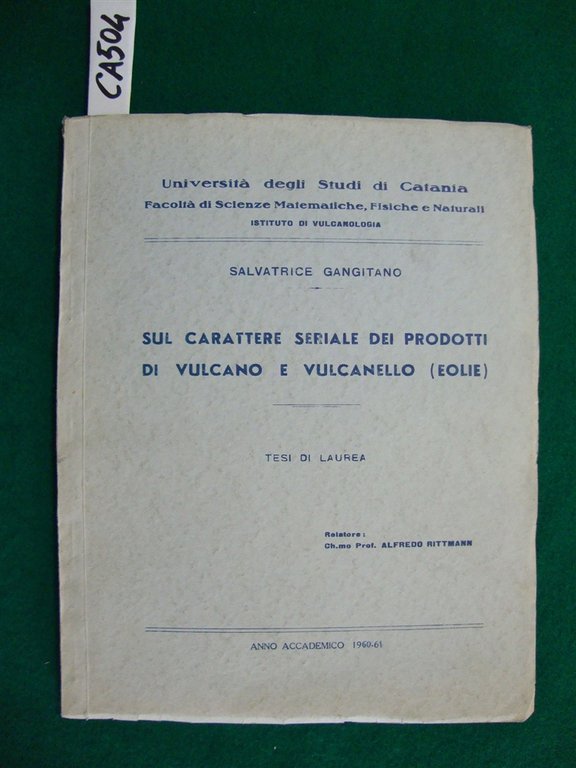 CA504
Università degli Studi di Catania
Facoltà di Scienze Matematiche, Fisiche e Naturali
ISTITUTO DI VULCANOLOGIA
SALVATRICE GANGITANO
SUL CARATTERE SERIALE DEI PRODOTTI
DI VULCANO E VULCANELLO (EOLIE)
TESI DI LAUREA
Relatore:
Ch.mo Prof. ALFREDO RITTMANN
ANNO ACCADEMICO 1960-61